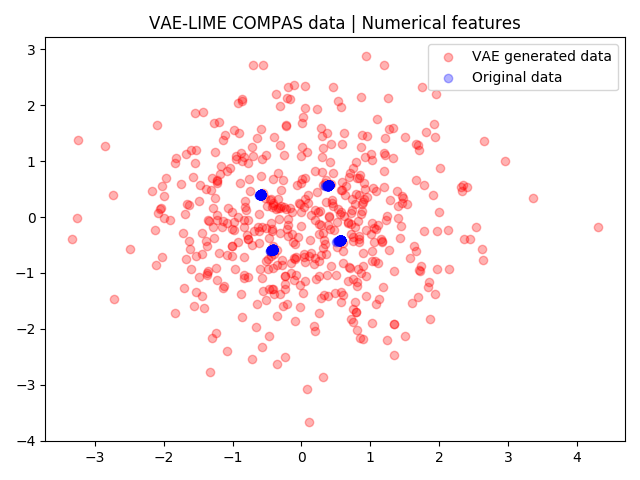 VAE-LIME COMPAS data | Numerical features
VAE generated data
Original data
3
2
1
0
−1
−2
−3
−4
−3 −2 −1 0 1 2 3 4